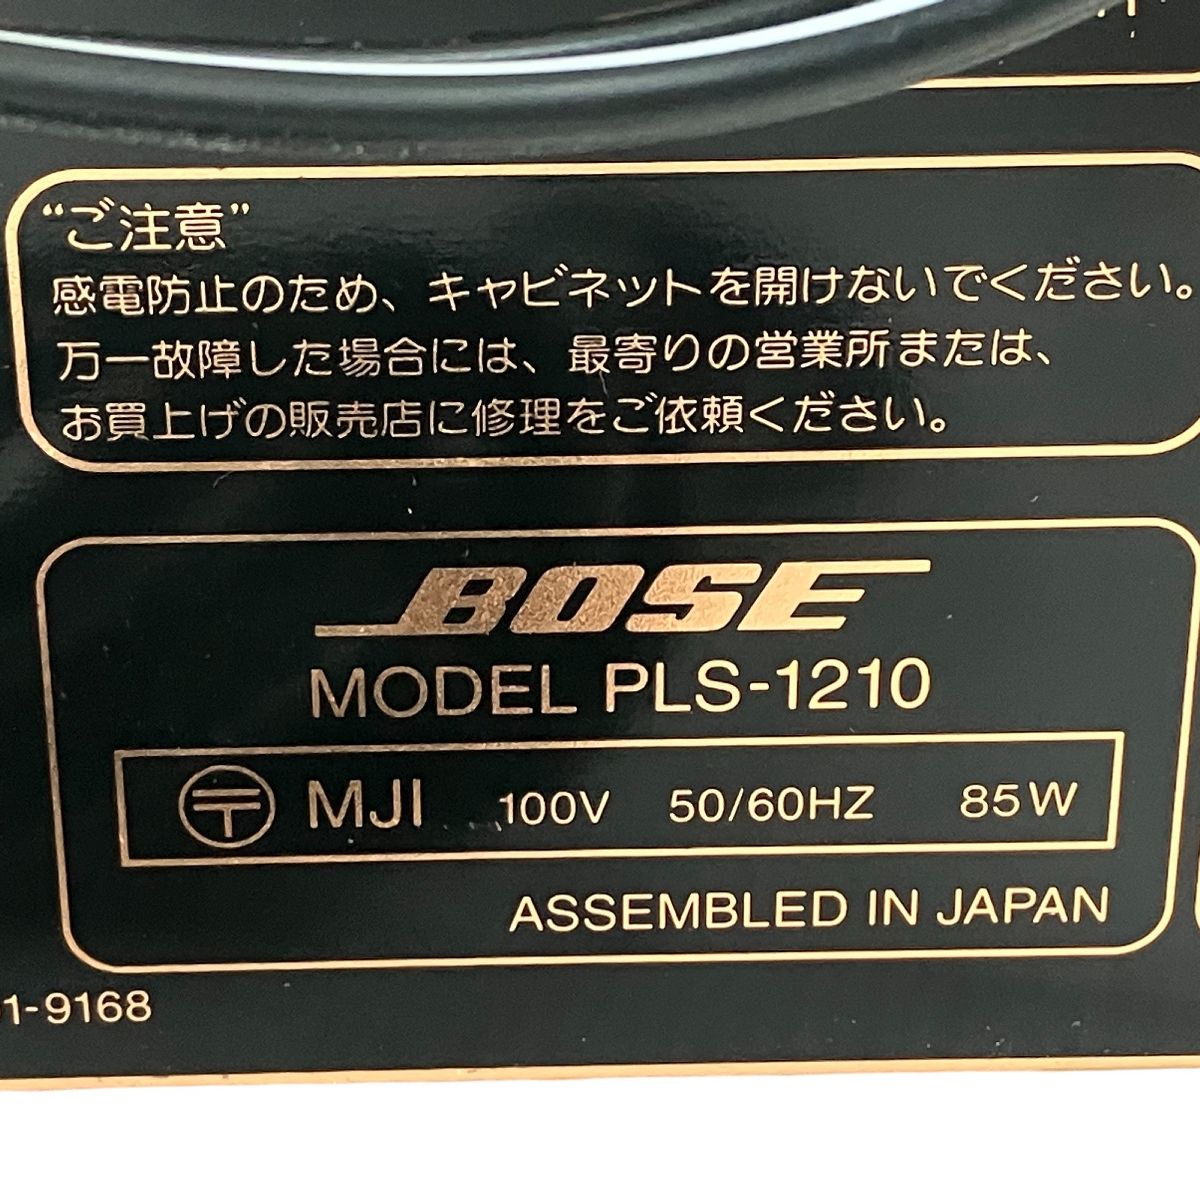 “ご注意”
感電防止のため、キャビネットを開けないでください。
万一故障した場合には、最寄りの営業所または、
お買上げの販売店に修理をご依頼ください。
BOSE
MODEL PLS-1210
MJI 100V 50/60HZ 85W
ASSEMBLED IN JAPAN
1-9168